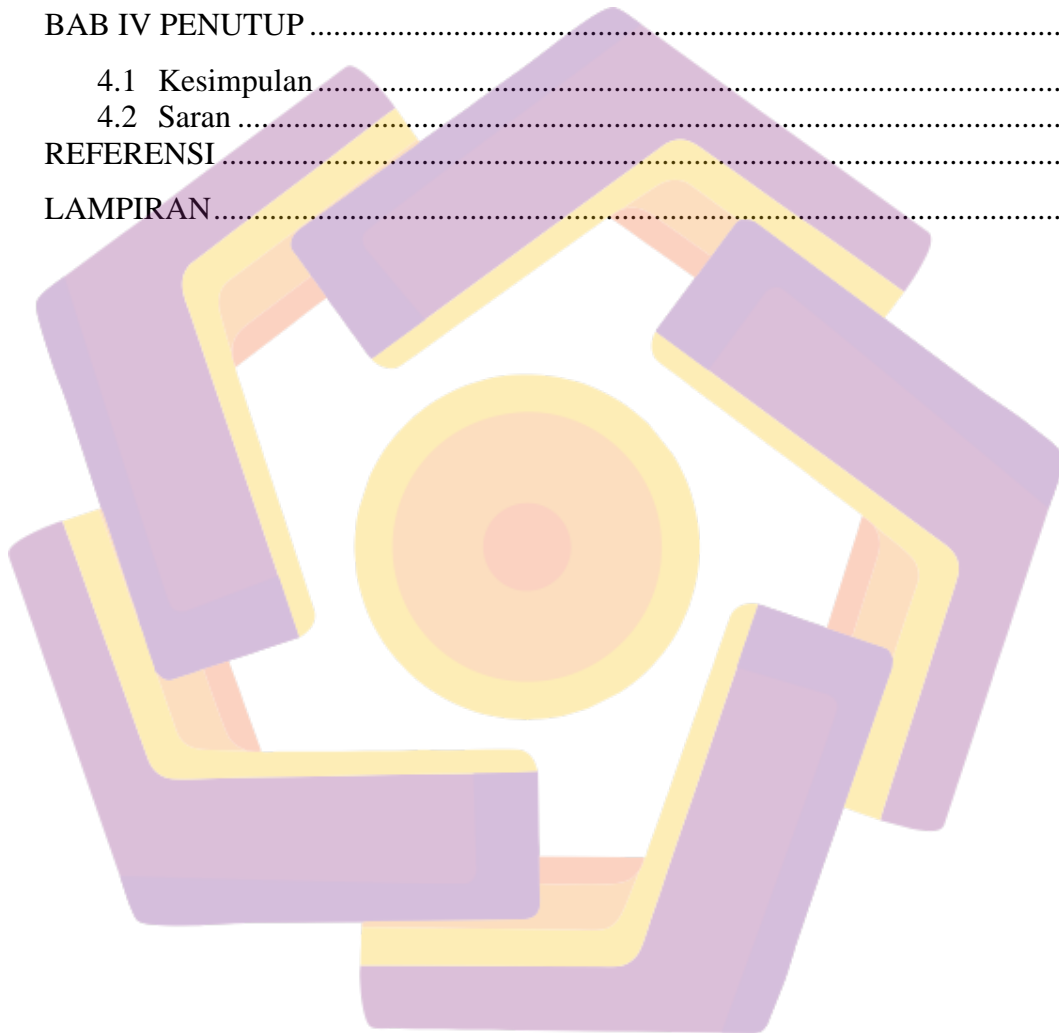 BAB IV PENUTUP ........................................................................................
4.1 Kesimpulan........................................................................................
4.2 Saran ........................................................................................
REFERENSI........................................................................................
LAMPIRAN........................................................................................